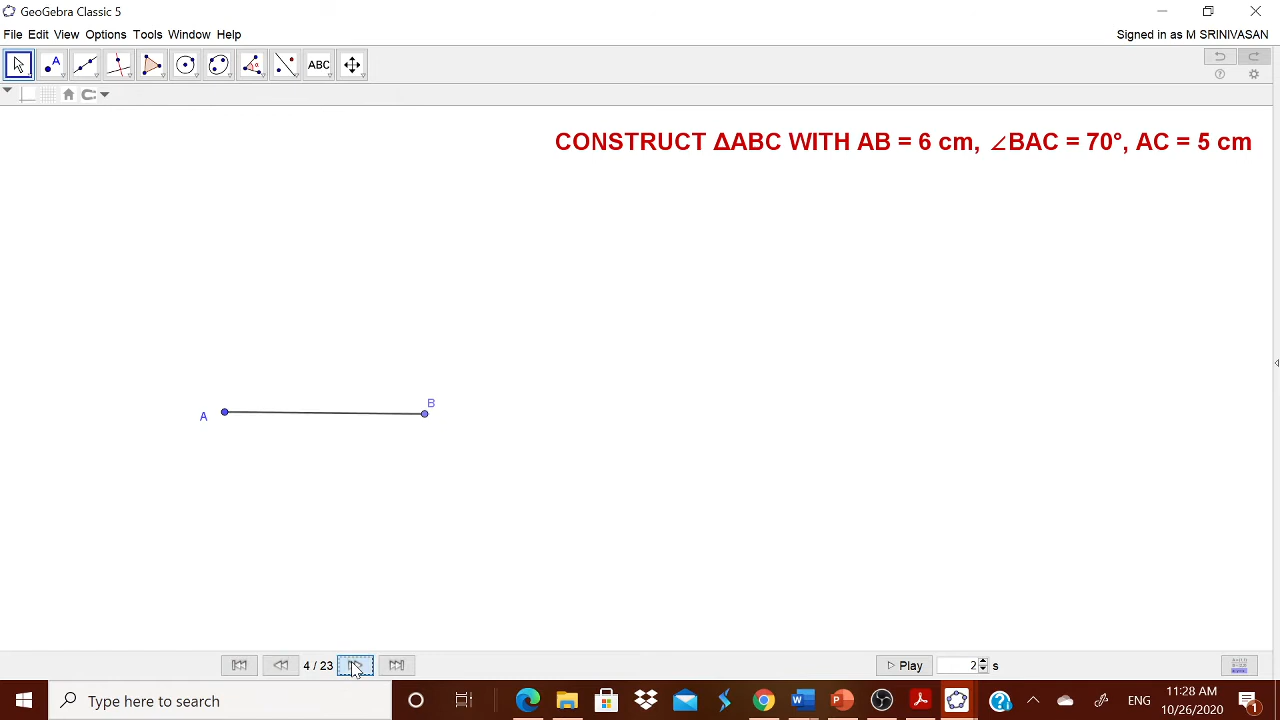 GeoGebra Classic 5
File Edit View Options Tools Window Help
Signed in as M SRINIVASAN
A
ABC
CONSTRUCT ΔABC WITH AB = 6 cm, ∠BAC = 70°, AC = 5 cm
B
A
4 / 23
Play
2 s
Type here to search
ENG
11:28 AM
10/26/2020
1